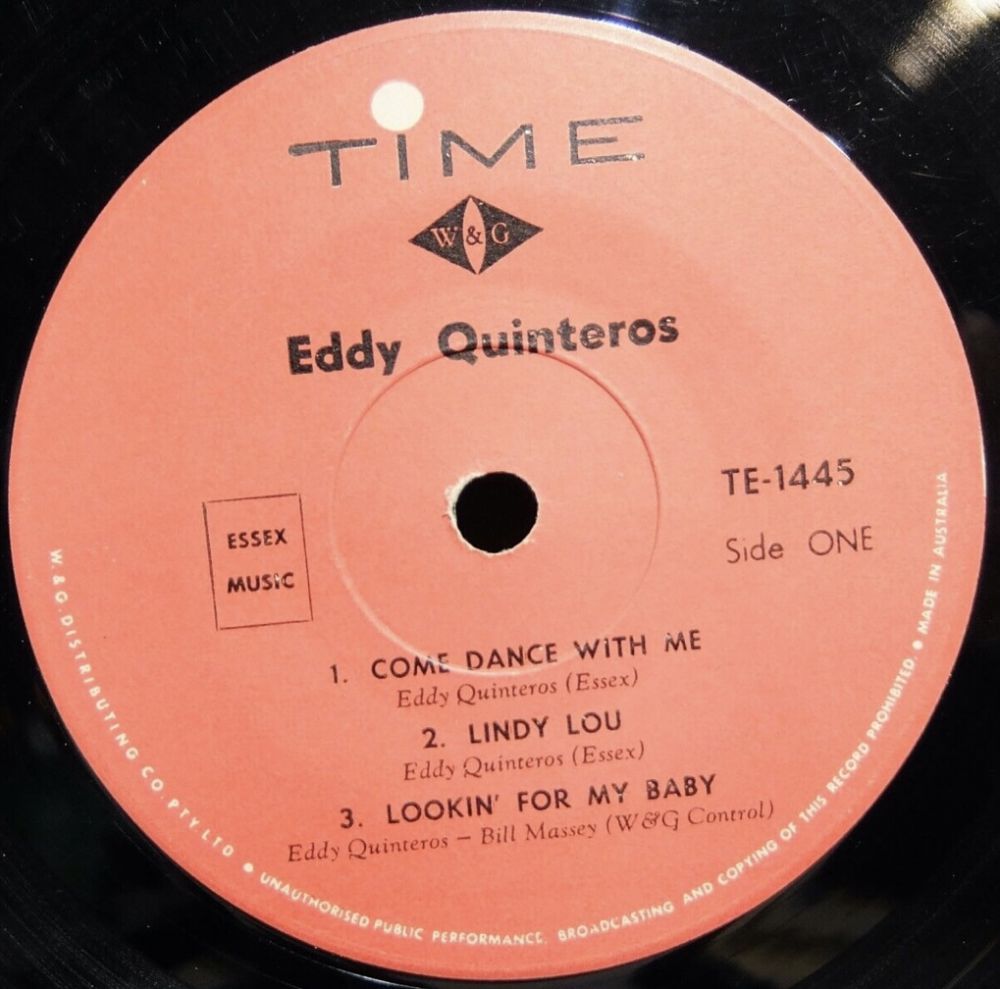 TIME
W & G
Eddy Quinteros
TE-1445
Side ONE
ESSEX
MUSIC
1. COME DANCE WITH ME
Eddy Quinteros (Essex)
2. LINDY LOU
Eddy Quinteros (Essex)
3. LOOKIN' FOR MY BABY
Eddy Quinteros — Bill Massey (W&G Control)
W & G. DISTRIBUTING CO. PTY LTD ● UNAUTHORISED PUBLIC PERFORMANCE, BROADCASTING AND COPYING OF THIS RECORD PROHIBITED. ● MADE IN AUSTRALIA